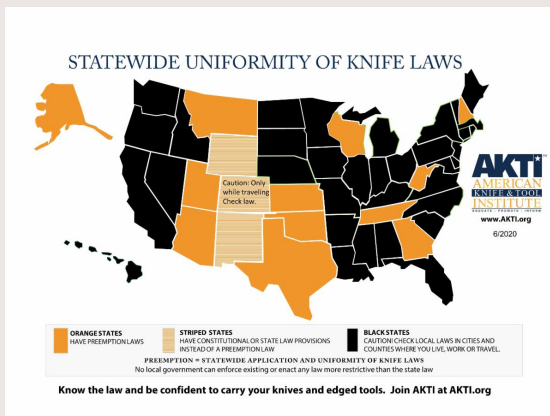 STATEWIDE UNIFORMITY OF KNIFE LAWS
Caution: Only
while traveling
Check law.
AKTI
AMERICAN
KNIFE & TOOL
INSTITUTE
EDUCATE · PROMOTE · INFORM
www.AKTI.org
6/2020
ORANGE STATES
HAVE PREEMPTION LAWS
STRIPED STATES
HAVE CONSTITUTIONAL OR STATE LAW PROVISIONS
INSTEAD OF A PREEMPTION LAW
BLACK STATES
CAUTION! CHECK LOCAL LAWS IN CITIES AND
COUNTIES WHERE YOU LIVE, WORK OR TRAVEL.
PREEMPTION = STATEWIDE APPLICATION AND UNIFORMITY OF KNIFE LAWS
No local government can enforce existing or enact any law more restrictive than the state law
Know the law and be confident to carry your knives and edged tools. Join AKTI at AKTI.org